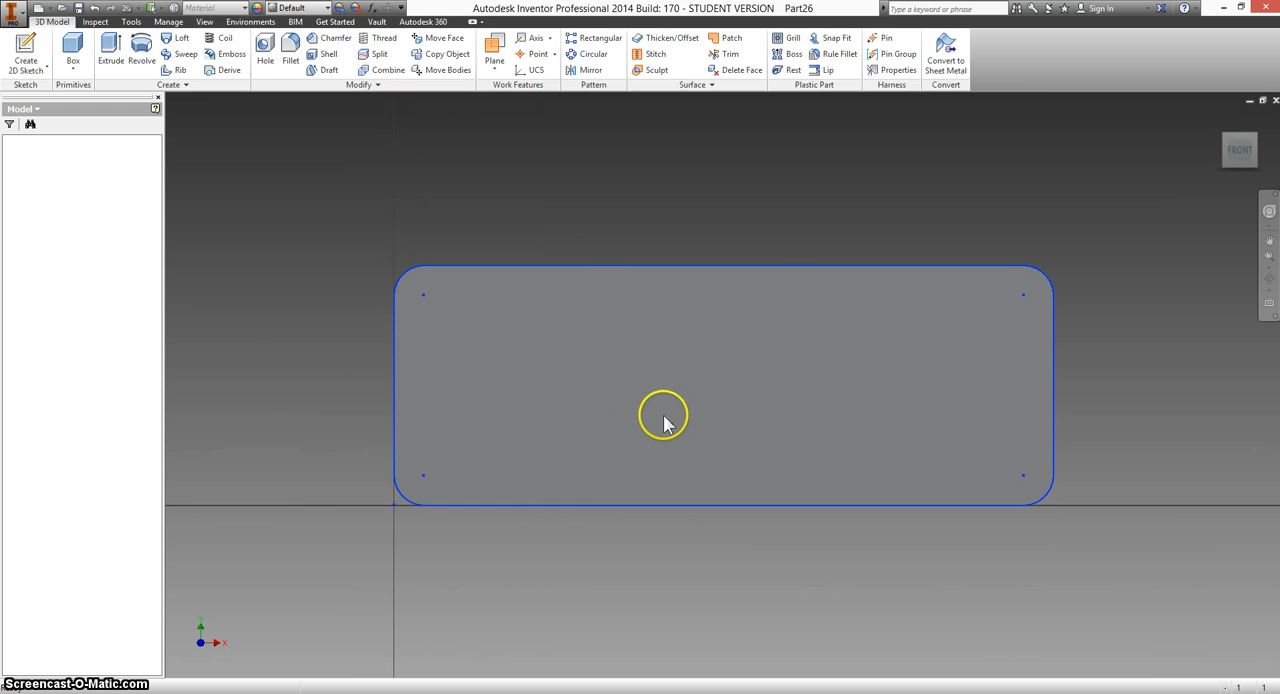 Material Default Autodesk Inventor Professional 2014 Build: 170 - STUDENT VERSION Part26 Type a keyword or phrase Sign In
PRO 3D Model Inspect Tools Manage View Environments BIM Get Started Vault Autodesk 360
Create 2D Sketch Box Extrude Revolve Loft Coil Hole Fillet Chamfer Thread Move Face Plane Axis Rectangular Thicken/Offset Patch Grill Snap Fit Pin Convert to Sheet Metal
Sweep Emboss Shell Split Copy Object Point Circular Stitch Trim Boss Rule Fillet Pin Group
Rib Derive Draft Combine Move Bodies UCS Mirror Sculpt Delete Face Rest Lip Properties
Sketch Primitives Create Modify Work Features Pattern Surface Plastic Part Harness Convert
Model
FRONT
X
Screencast-O-Matic.com
1 1